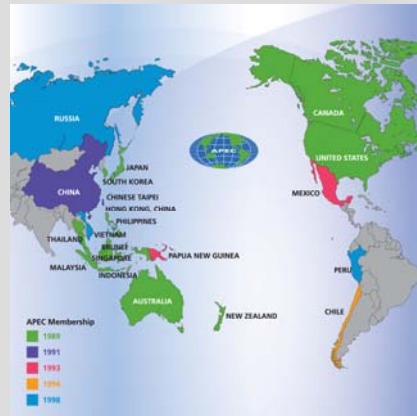 RUSSIA
CANADA
APEC
UNITED STATES
JAPAN
SOUTH KOREA
CHINA
CHINESE TAIPEI
HONG KONG, CHINA
MEXICO
PHILIPPINES
VIETNAM
THAILAND
BRUNEI
SINGAPORE
PAPUA NEW GUINEA
MALAYSIA
INDONESIA
PERU
AUSTRALIA
NEW ZEALAND
CHILE
APEC Membership
1989
1991
1993
1994
1998